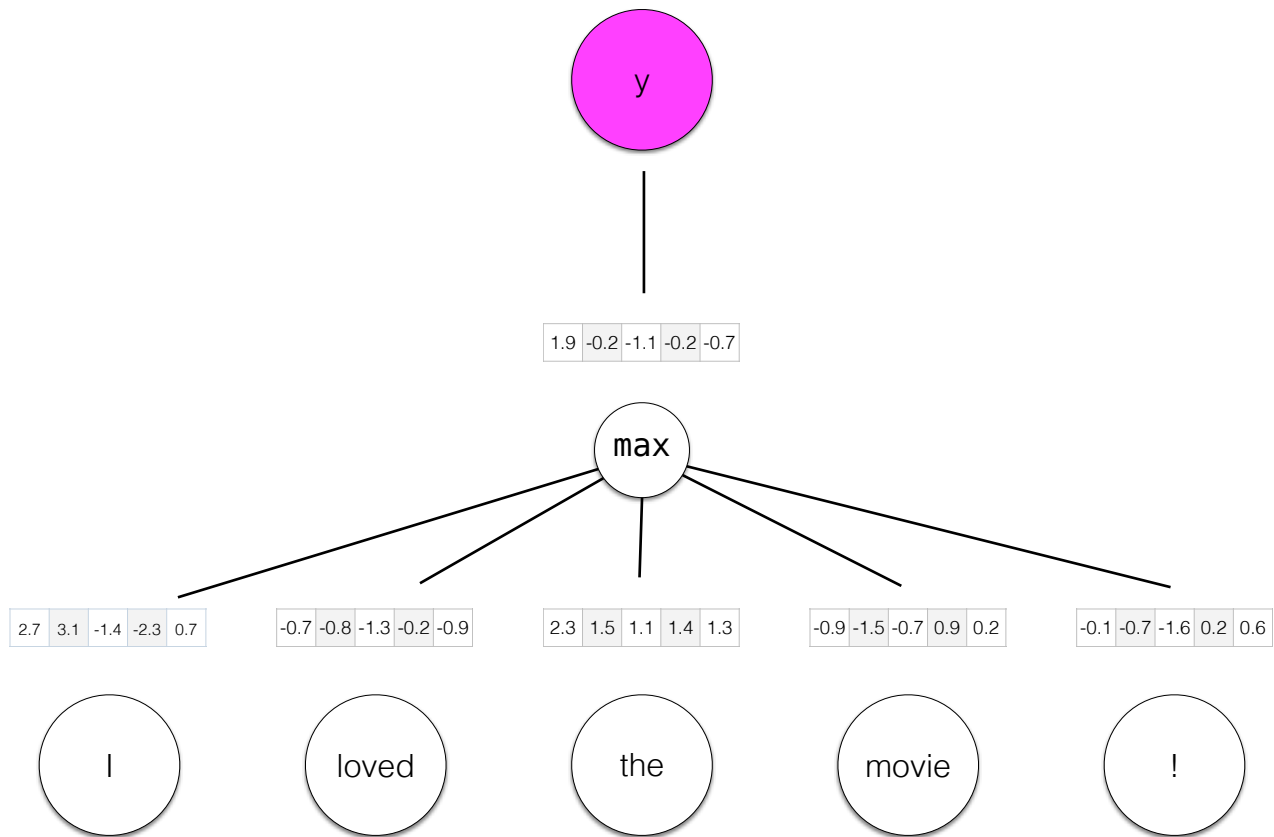 y
1.9 -0.2 -1.1 -0.2 -0.7
max
2.7 3.1 -1.4 -2.3 0.7 -0.7 -0.8 -1.3 -0.2 -0.9 2.3 1.5 1.1 1.4 1.3 -0.9 -1.5 -0.7 0.9 0.2 -0.1 -0.7 -1.6 0.2 0.6
I loved the movie !